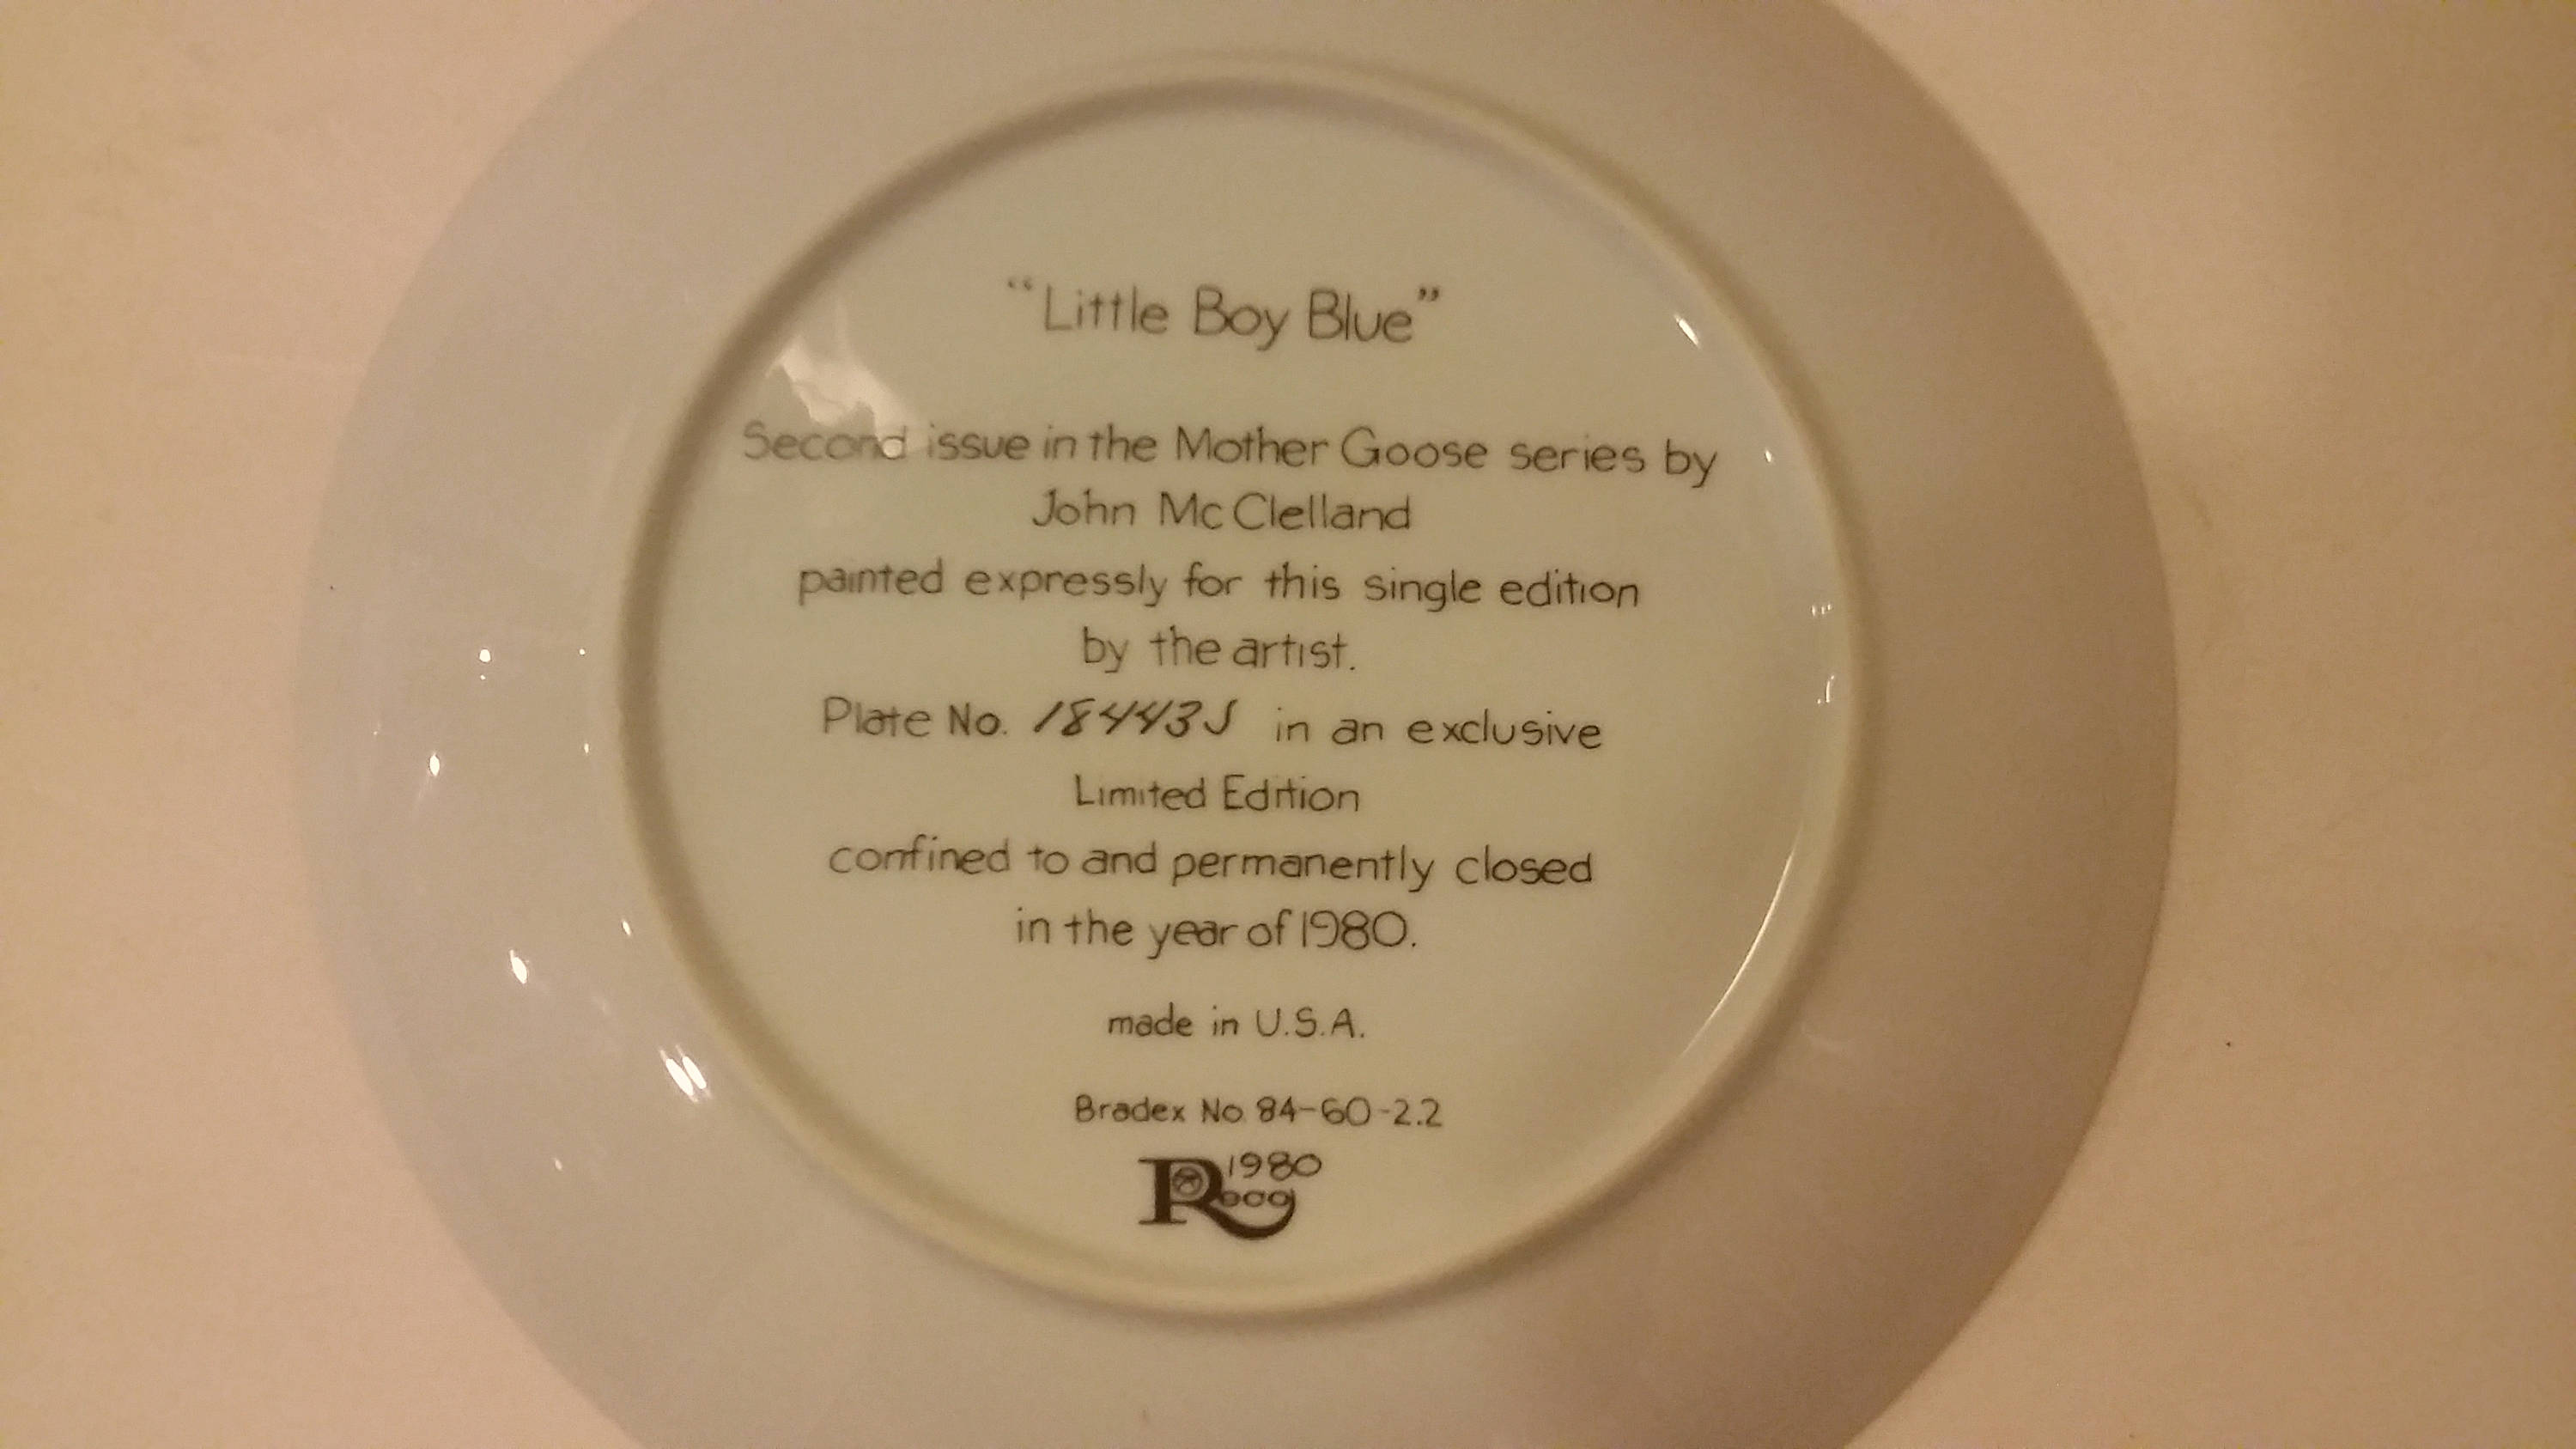 “Little Boy Blue”
Second issue in the Mother Goose series by
John McClelland
painted expressly for this single edition
by the artist.
Plate No. 18443J in an exclusive
Limited Edition
confined to and permanently closed
in the year of 1980.
made in U.S.A.
Bradex No. 84-60-2.2
1980
Reco